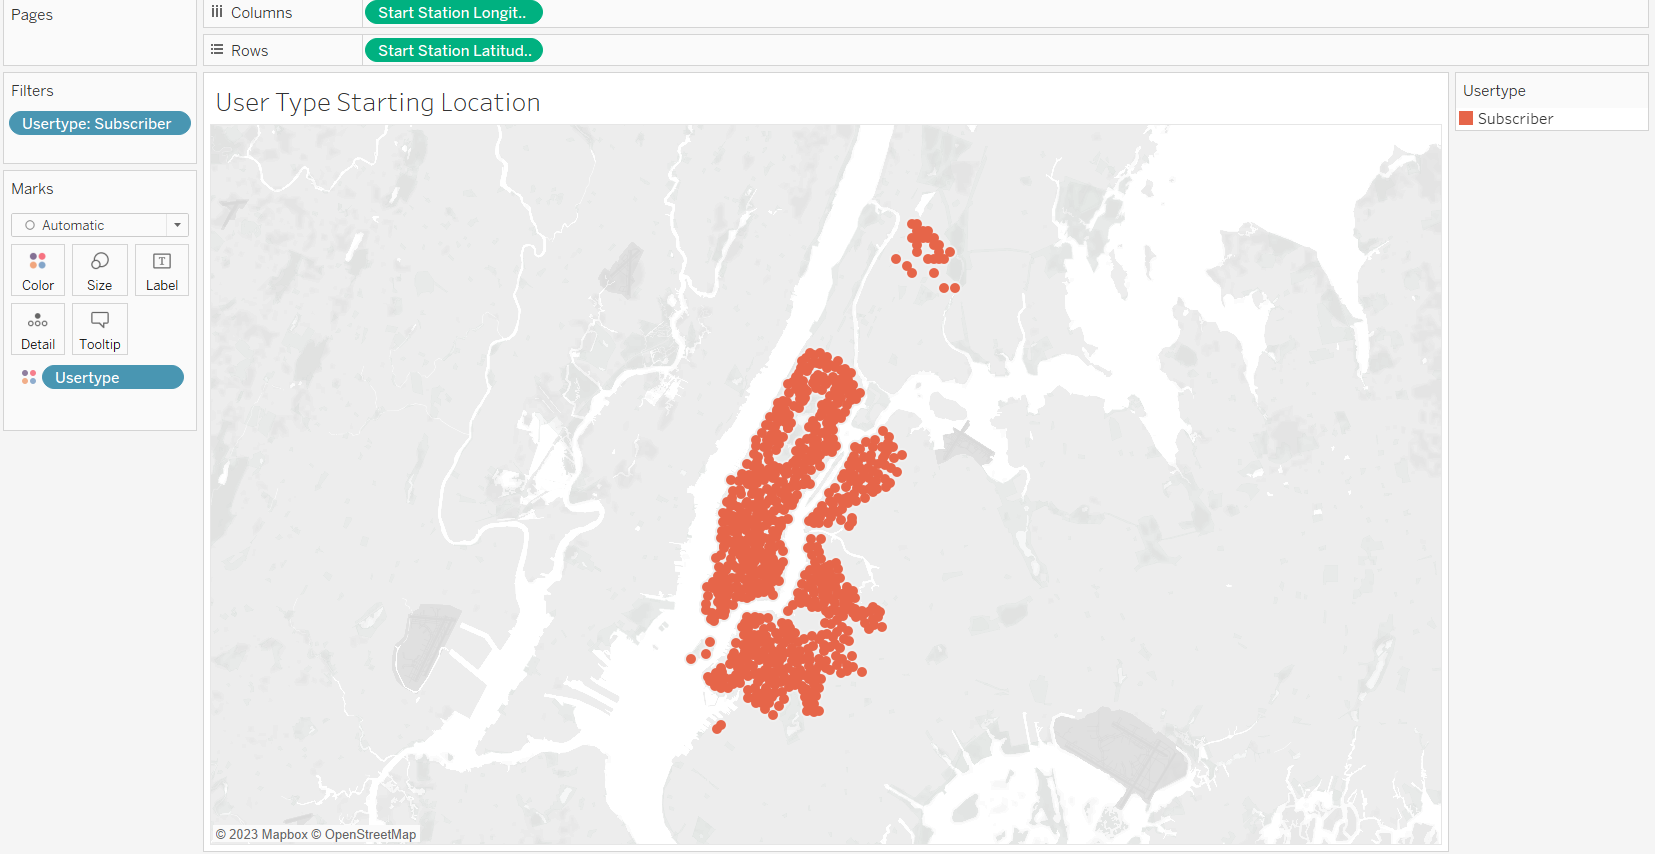 Pages
Columns
Start Station Longit..
Rows
Start Station Latitud..
Filters
Usertype: Subscriber
Marks
Automatic
Color
Size
T
Label
Detail
Tooltip
Usertype
User Type Starting Location
© 2023 Mapbox © OpenStreetMap
Usertype
Subscriber